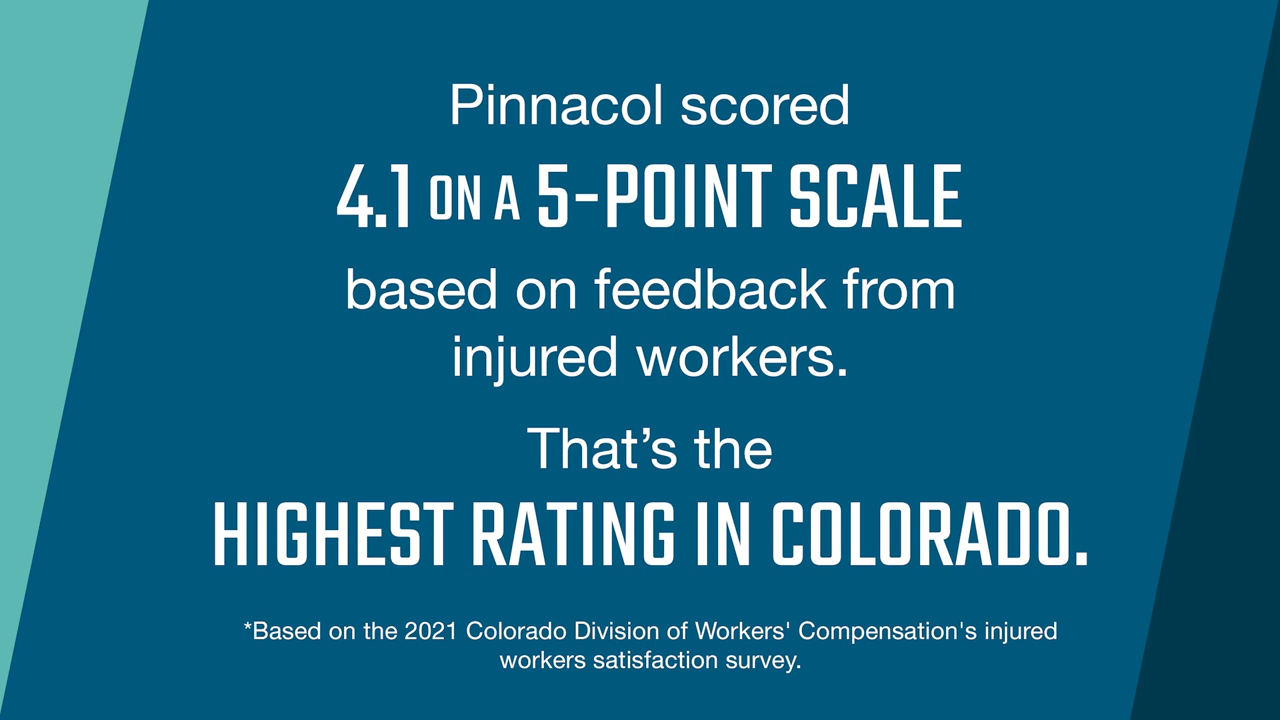 Pinnacol scored
4.1 ON A 5-POINT SCALE
based on feedback from
injured workers.
That’s the
HIGHEST RATING IN COLORADO.
*Based on the 2021 Colorado Division of Workers' Compensation's injured
workers satisfaction survey.